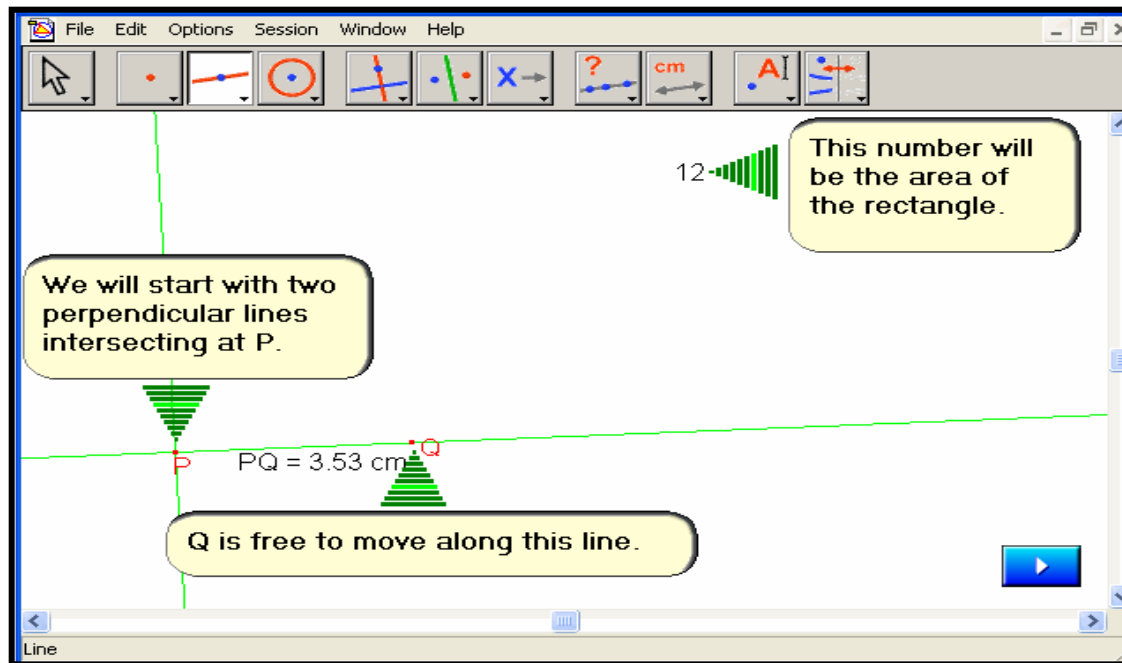 File Edit Options Session Window Help
? cm A
X
12
This number will
be the area of
the rectangle.
We will start with two
perpendicular lines
intersecting at P.
P
PQ = 3.53 cm
Q
Q is free to move along this line.
Line